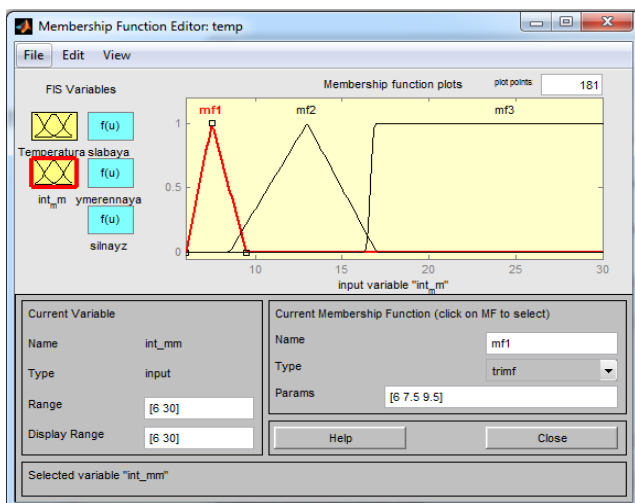 Membership Function Editor: temp
File Edit View
FIS Variables
Membership function plots
plot points:
181
f(u)
Temperatura slabaya
f(u)
int_m m ymerennaya
f(u)
silnayz
mf1 mf2 mf3
1
0.5
0
10 15 20 25 30
input variable "int_m m"
Current Variable
Name int_mm
Type input
Range [6 30]
Display Range [6 30]
Current Membership Function (click on MF to select)
Name mf1
Type trimf
Params [6 7.5 9.5]
Help Close
Selected variable "int_mm"